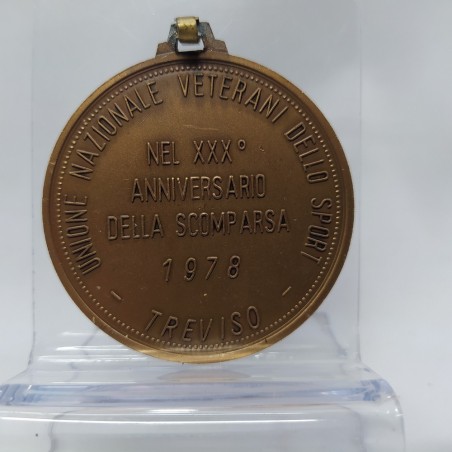 UNIONE NAZIONALE VETERANI DELLO SPORT
NEL XXX°
ANNIVERSARIO
DELLA SCOMPARSA
1978
- TREVISO -